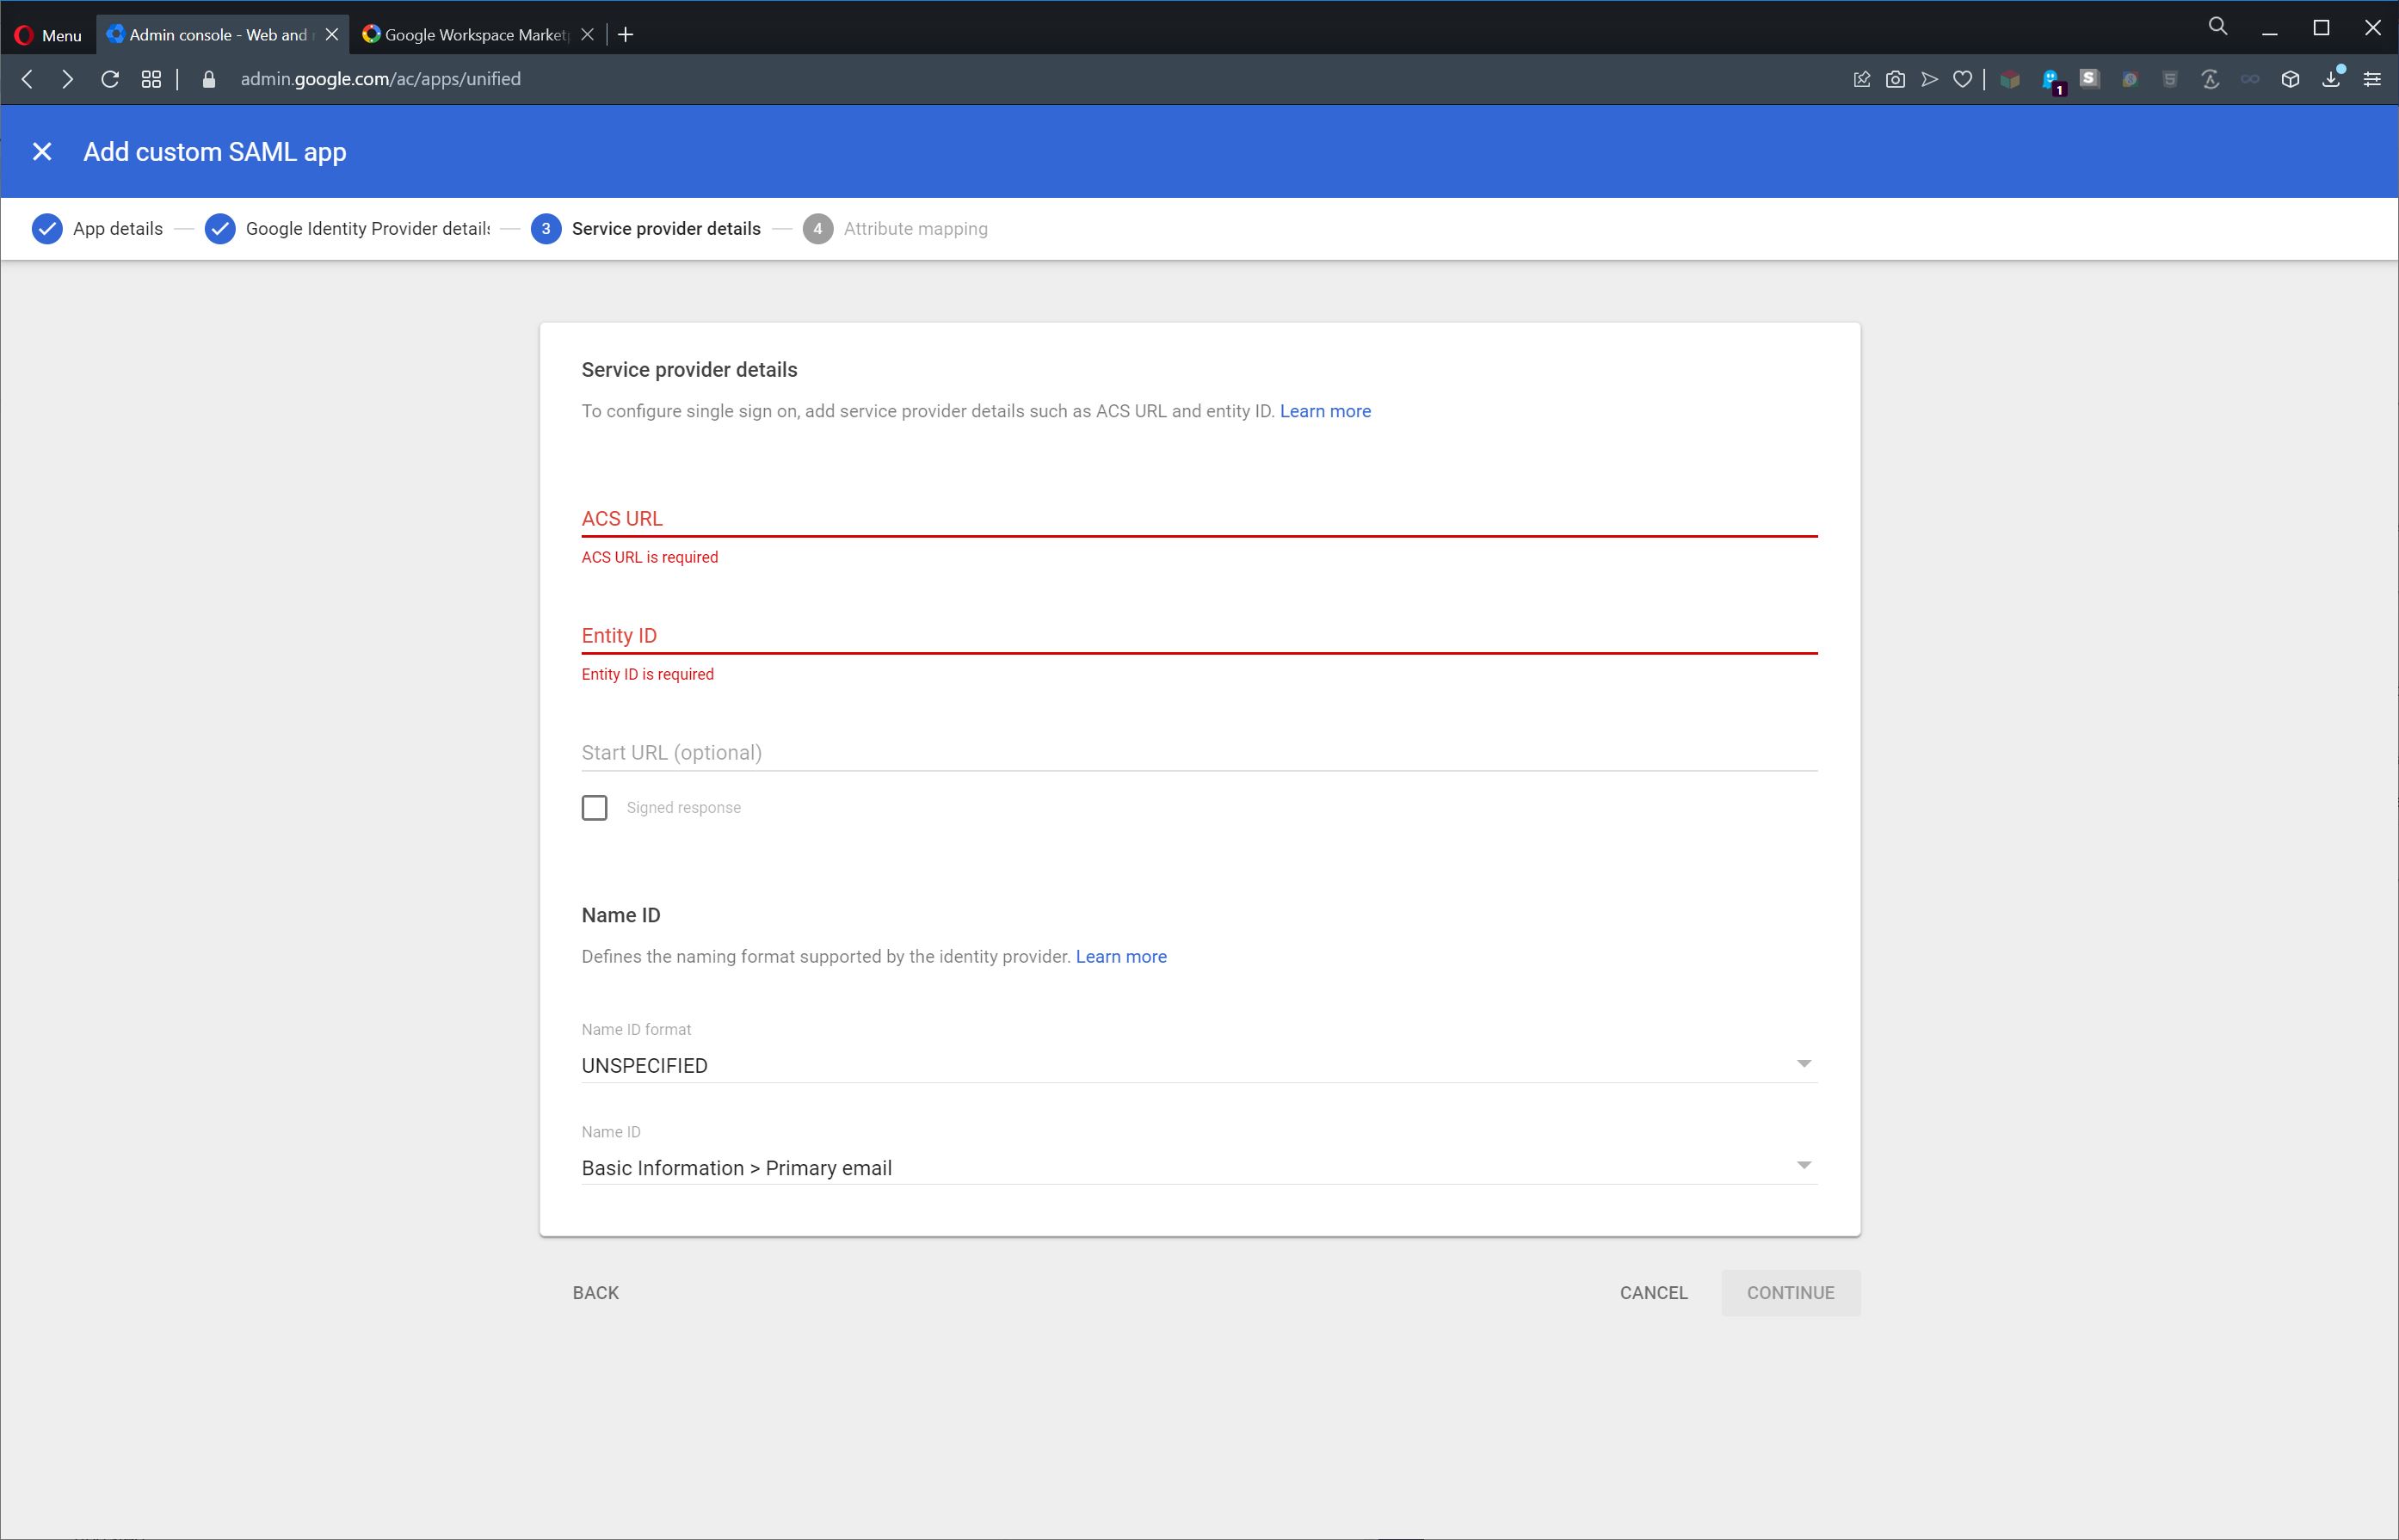 Menu
Admin console - Web and
Google Workspace Market
admin.google.com/ac/apps/unified
1
Add custom SAML app
App details
Google Identity Provider details
3 Service provider details
4 Attribute mapping
Service provider details
To configure single sign on, add service provider details such as ACS URL and entity ID. Learn more
ACS URL
ACS URL is required
Entity ID
Entity ID is required
Start URL (optional)
Signed response
Name ID
Defines the naming format supported by the identity provider. Learn more
Name ID format
UNSPECIFIED
Name ID
Basic Information > Primary email
BACK
CANCEL
CONTINUE